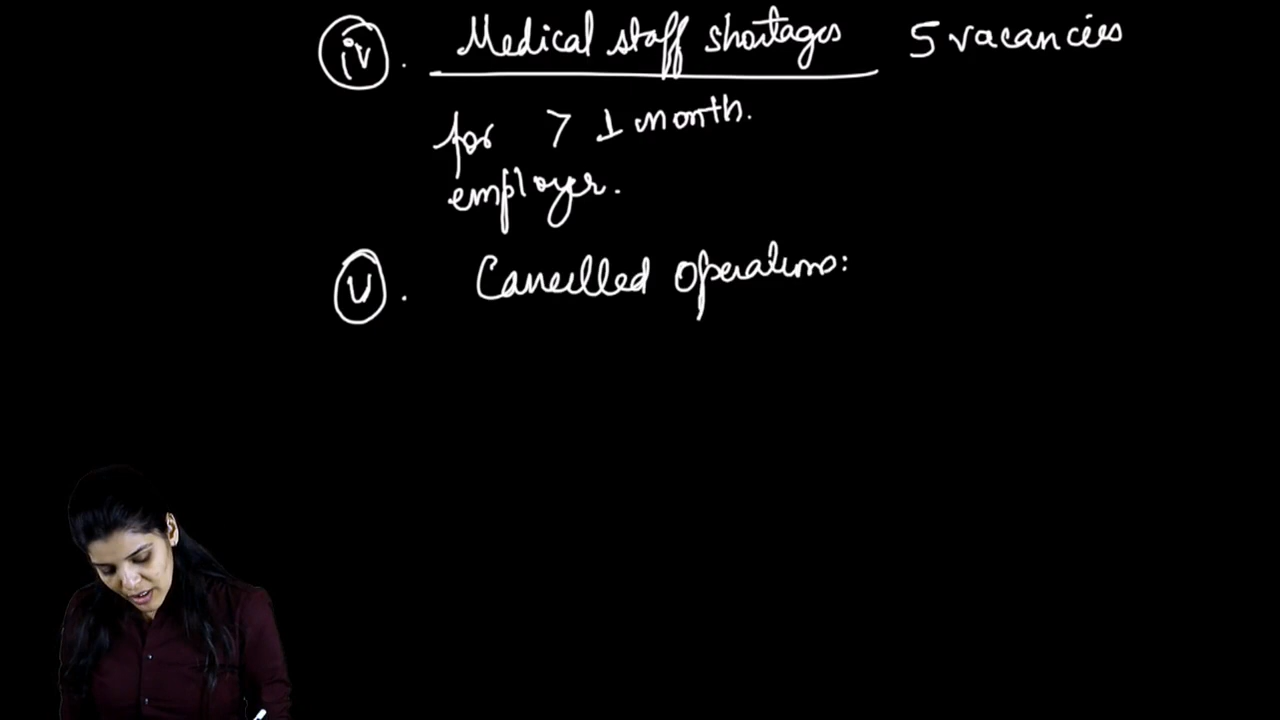 iv. Medical staff shortages 5 vacancies
for > 1 month.
employer.
v. Cancelled operations: